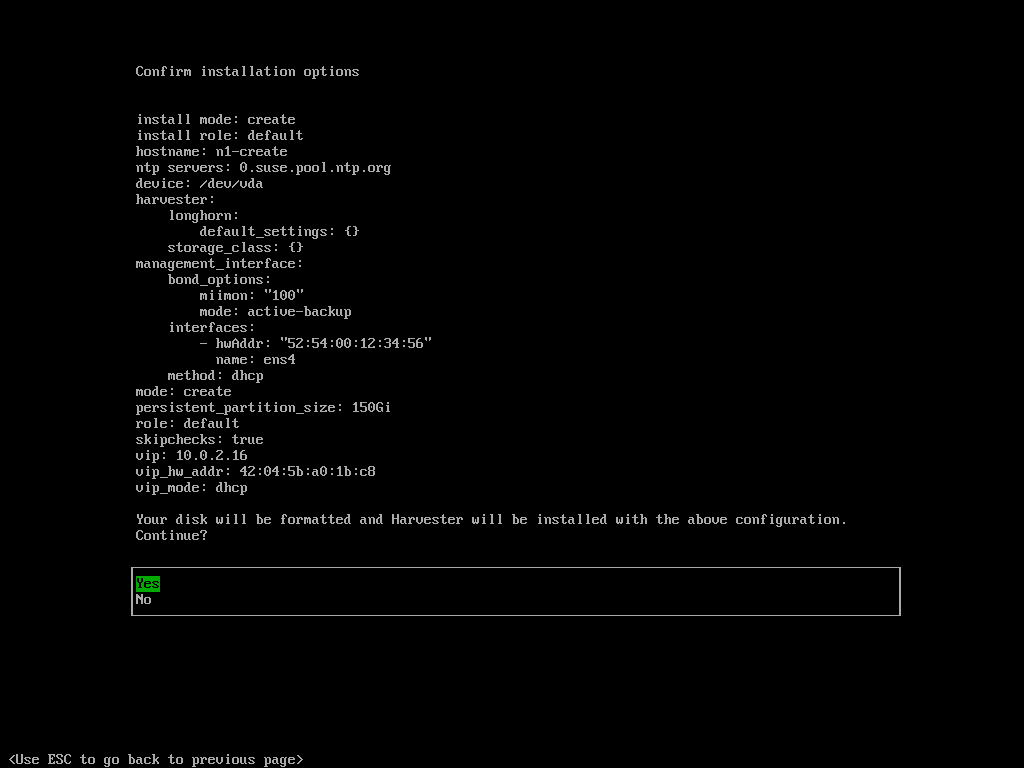 Confirm installation options
install mode: create
install role: default
hostname: n1-create
ntp servers: 0.suse.pool.ntp.org
device: /dev/vda
harvester:
    longhorn:
        default_settings: {}
    storage_class: {}
management_interface:
    bond_options:
        miimon: "100"
        mode: active-backup
    interfaces:
        - hwAddr: "52:54:00:12:34:56"
          name: ens4
    method: dhcp
mode: create
persistent_partition_size: 150Gi
role: default
skipchecks: true
vip: 10.0.2.16
vip_hw_addr: 42:04:5b:a0:1b:c8
vip_mode: dhcp
Your disk will be formatted and Harvester will be installed with the above configuration.
Continue?
Yes
No
<Use ESC to go back to previous page>